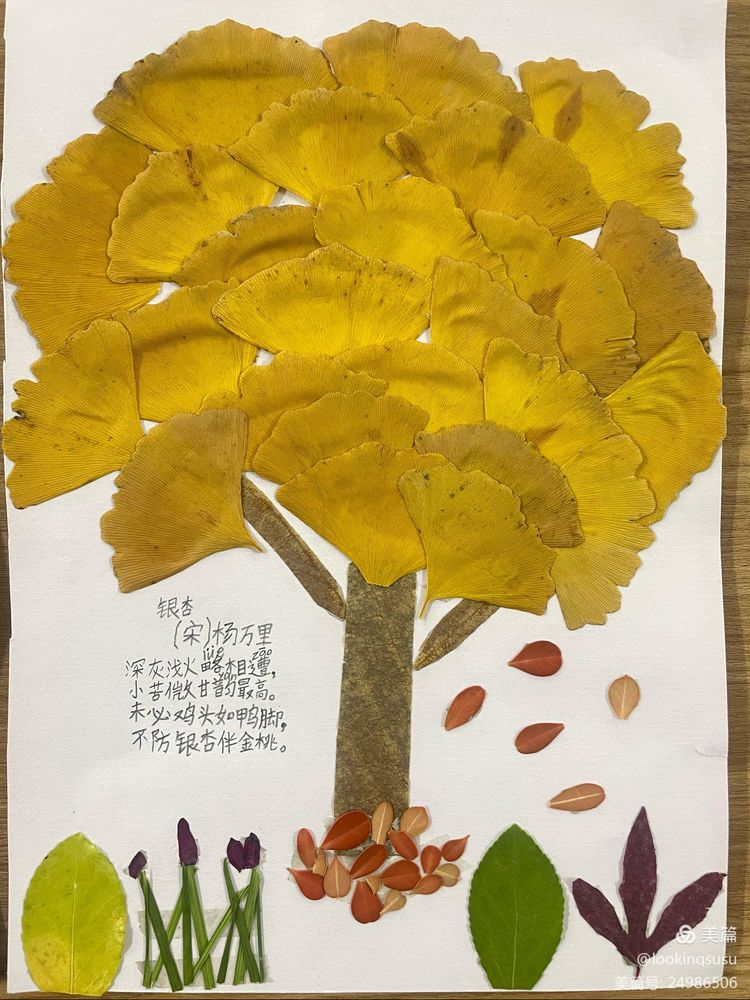 银杏
(宋)杨万里
深灰浅火略相遭,
小苦微甘韵最高。
未必鸡头如鸭脚,
不防银杏伴金桃。
美篇
@lookinqsusu
美篇号: 24986506